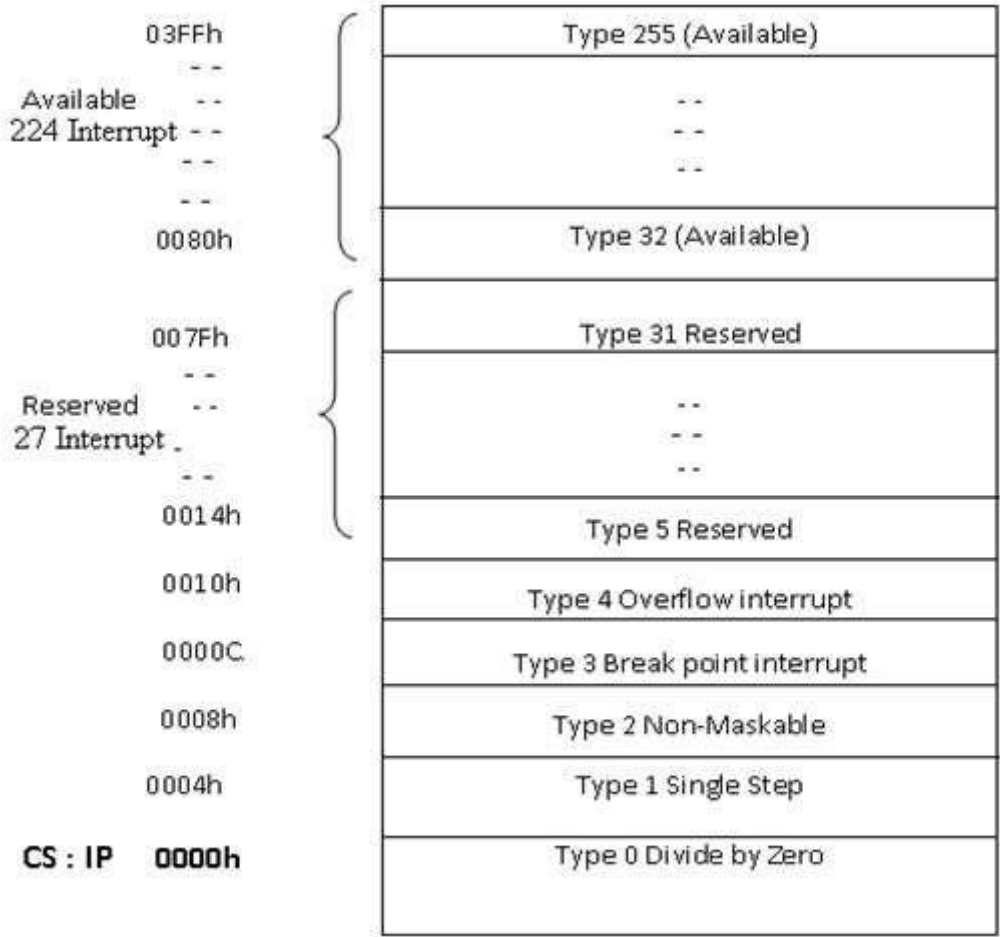 03FFh Type 255 (Available)
- -
Available - - - -
224 Interrupt - - - -
- - - -
- -
0080h Type 32 (Available)
007Fh Type 31 Reserved
- -
Reserved - - - -
27 Interrupt - - -
- - - -
0014h Type 5 Reserved
0010h Type 4 Overflow interrupt
0000C Type 3 Break point interrupt
0008h Type 2 Non-Maskable
0004h Type 1 Single Step
CS : IP 0000h Type 0 Divide by Zero